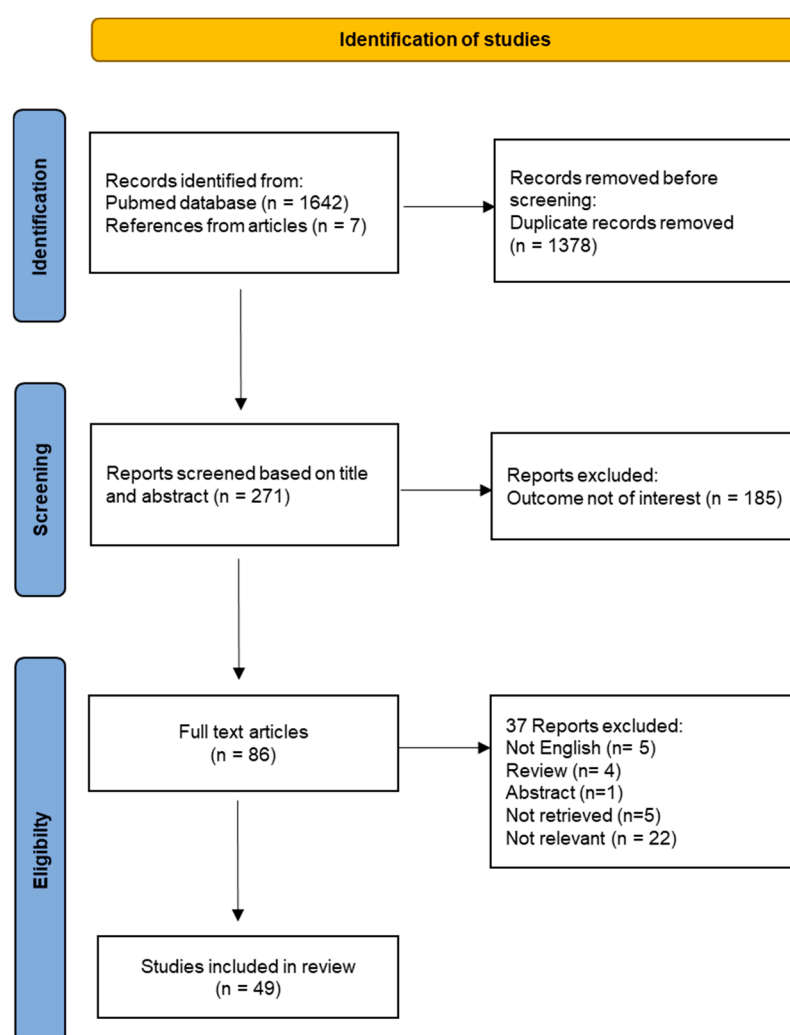 Identification of studies
Identification
Records identified from:
Pubmed database (n = 1642)
References from articles (n = 7)
Records removed before
screening:
Duplicate records removed
(n = 1378)
Screening
Reports screened based on title
and abstract (n = 271)
Reports excluded:
Outcome not of interest (n = 185)
Eligibilty
Full text articles
(n = 86)
37 Reports excluded:
Not English (n= 5)
Review (n= 4)
Abstract (n=1)
Not retrieved (n=5)
Not relevant (n = 22)
Studies included in review
(n = 49)